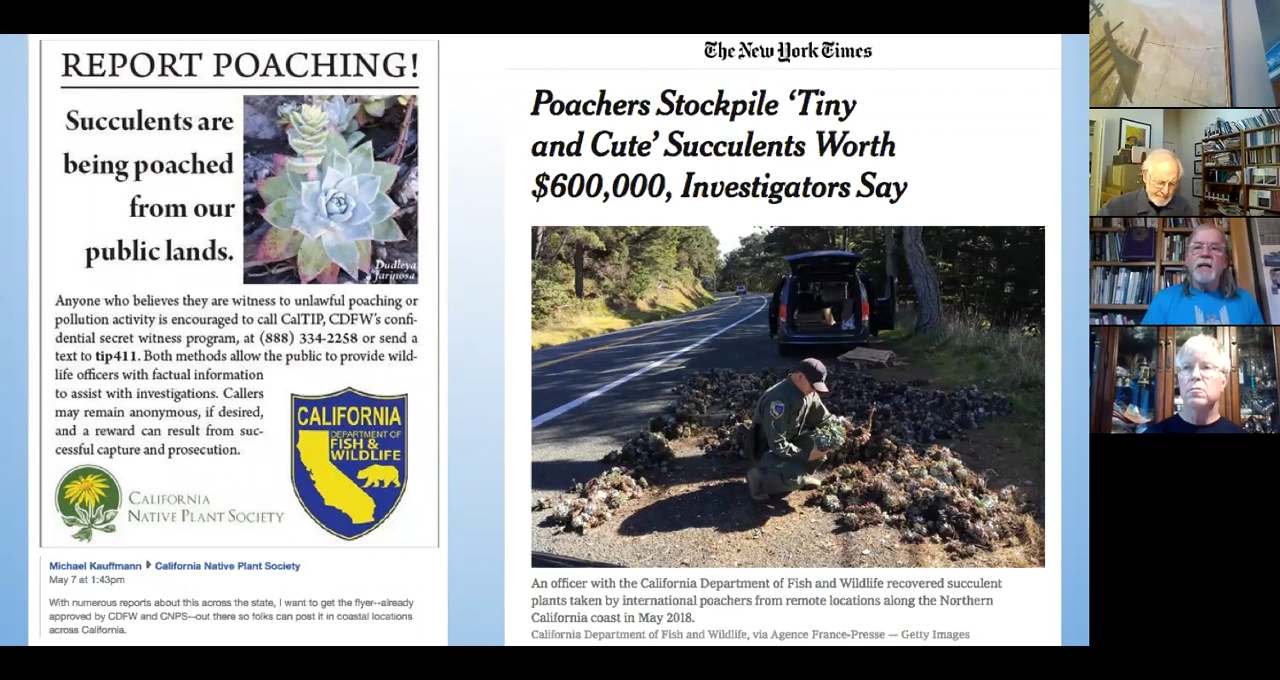 REPORT POACHING!
Succulents are
being poached
from our
public lands.
Dudleya
farinosa
Anyone who believes they are witness to unlawful poaching or
pollution activity is encouraged to call CalTIP, CDFW's confi-
dential secret witness program, at (888) 334-2258 or send a
text to tip411. Both methods allow the public to provide wild-
life officers with factual information
to assist with investigations. Callers
may remain anonymous, if desired,
and a reward can result from suc-
cessful capture and prosecution.
CALIFORNIA
DEPARTMENT OF
FISH &
WILDLIFE
CALIFORNIA
NATIVE PLANT SOCIETY
Michael Kauffmann ▶ California Native Plant Society
May 7 at 1:43pm
With numerous reports about this across the state, I want to get the flyer--already
approved by CDFW and CNPS--out there so folks can post it in coastal locations
across California.
The New York Times
Poachers Stockpile ‘Tiny
and Cute’ Succulents Worth
$600,000, Investigators Say
An officer with the California Department of Fish and Wildlife recovered succulent
plants taken by international poachers from remote locations along the Northern
California coast in May 2018.
California Department of Fish and Wildlife, via Agence France-Presse — Getty Images